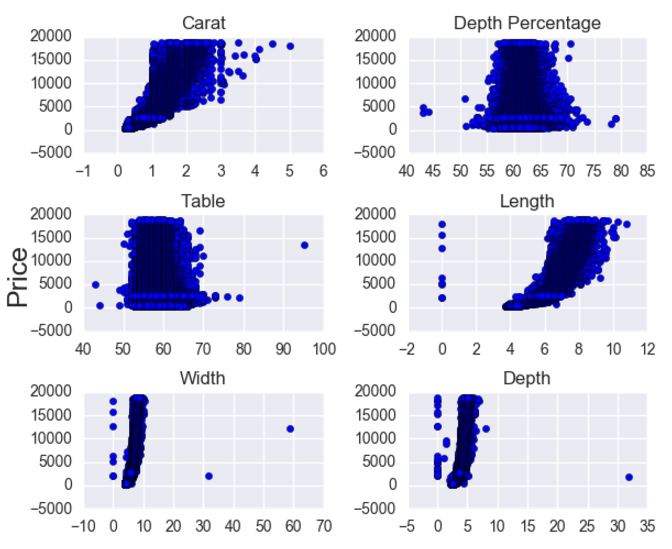 Carat
20000
15000
10000
5000
0
−5000
−1 0 1 2 3 4 5 6
Depth Percentage
20000
15000
10000
5000
0
−5000
40 45 50 55 60 65 70 75 80 85
Table
20000
15000
10000
5000
0
−5000
40 50 60 70 80 90 100
Length
20000
15000
10000
5000
0
−5000
−2 0 2 4 6 8 10 12
Price
Width
20000
15000
10000
5000
0
−5000
−10 0 10 20 30 40 50 60 70
Depth
20000
15000
10000
5000
0
−5000
−5 0 5 10 15 20 25 30 35